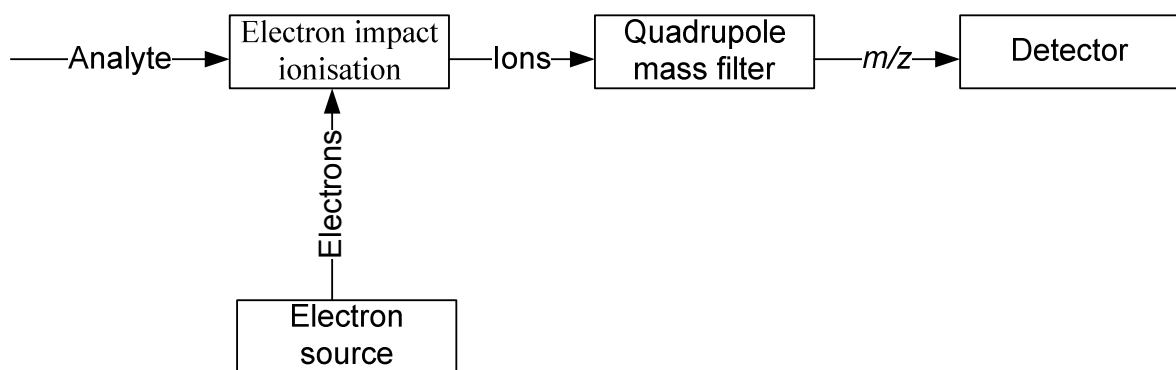 Analyte
Electron impact
ionisation
Ions
Quadrupole
mass filter
m/z
Detector
Electrons
Electron
source